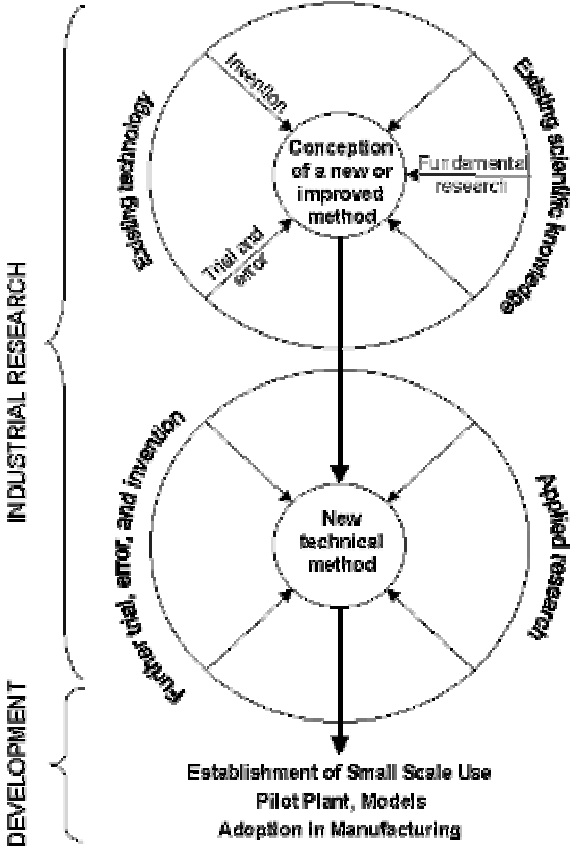 INDUSTRIAL RESEARCH
Existing technology
Invention
Trial and
error
Conception
of a new or
improved
method
Fundamental
research
Existing scientific knowledge
Further trial, error, and invention
New
technical
method
Applied research
DEVELOPMENT
Establishment of Small Scale Use
Pilot Plant, Models
Adoption in Manufacturing